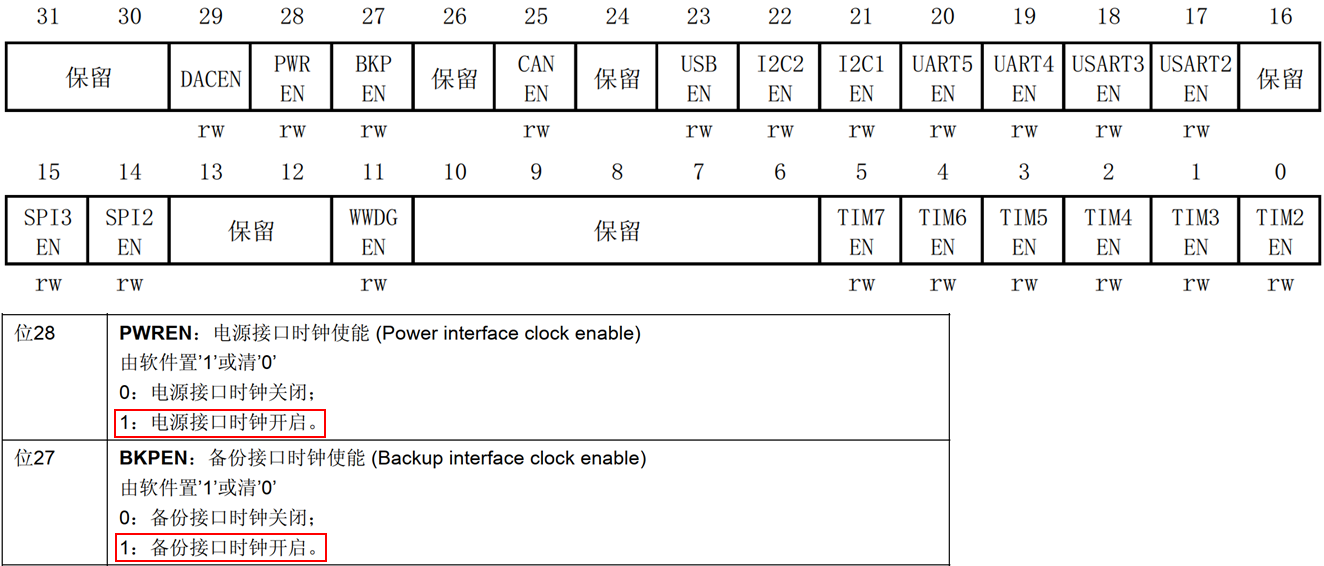 31 30 29 28 27 26 25 24 23 22 21 20 19 18 17 16
保留 DACEN PWR EN BKP EN 保留 CAN EN 保留 USB EN I2C2 EN I2C1 EN UART5 EN UART4 EN USART3 EN USART2 EN 保留
rw rw rw rw rw rw rw rw rw rw rw
15 14 13 12 11 10 9 8 7 6 5 4 3 2 1 0
SPI3 EN SPI2 EN 保留 WWDG EN 保留 TIM7 EN TIM6 EN TIM5 EN TIM4 EN TIM3 EN TIM2 EN
rw rw rw rw rw rw rw rw rw
位28 PWREN：电源接口时钟使能 (Power interface clock enable)
由软件置'1'或清'0'
0：电源接口时钟关闭；
1：电源接口时钟开启。
位27 BKPEN：备份接口时钟使能 (Backup interface clock enable)
由软件置'1'或清'0'
0：备份接口时钟关闭；
1：备份接口时钟开启。